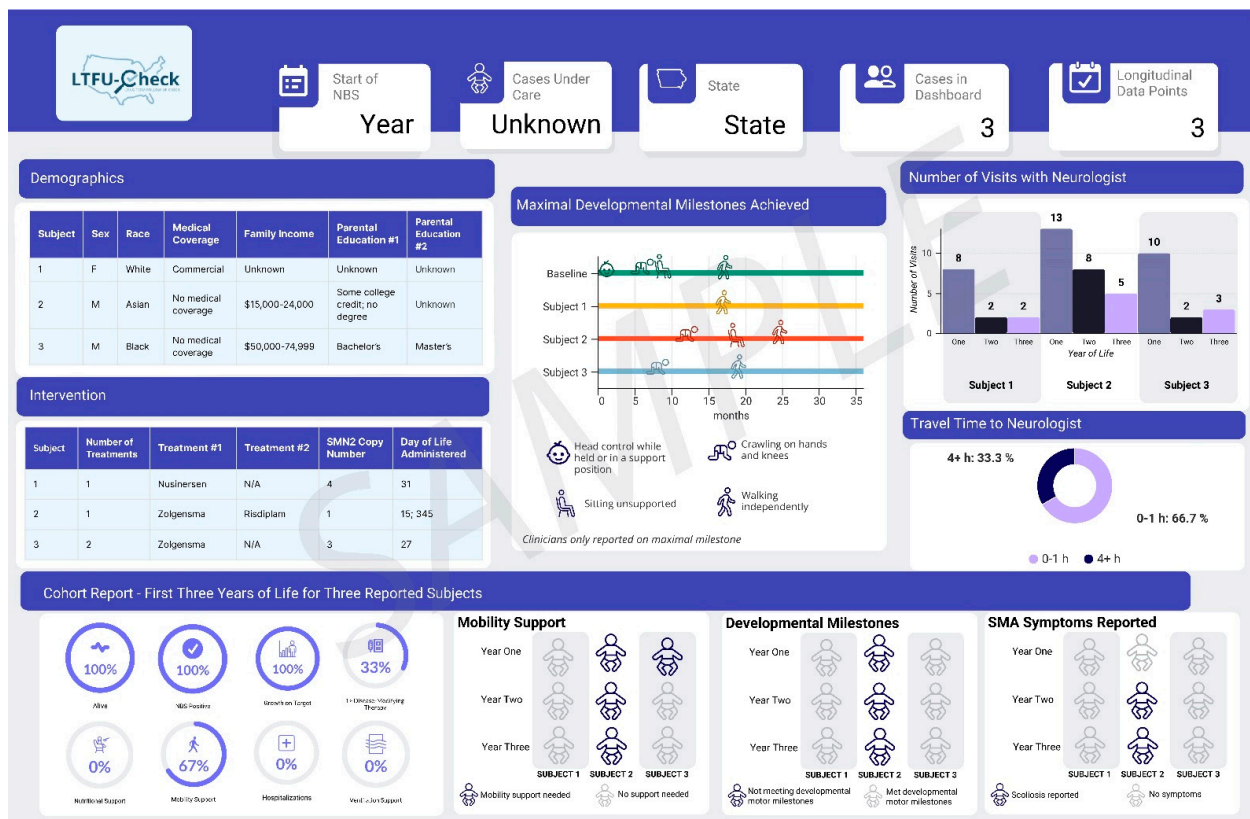 LTFU-Check
Start of
NBS
Year
Cases Under
Care
Unknown
State
State
Cases in
Dashboard
3
Longitudinal
Data Points
3
Demographics
Subject Sex Race Medical Coverage Family Income Parental Education #1 Parental Education #2
1 F White Commercial Unknown Unknown Unknown
2 M Asian No medical coverage $15,000-24,000 Some college credit; no degree Unknown
3 M Black No medical coverage $50,000-74,999 Bachelor's Master's
Intervention
Subject Number of Treatments Treatment #1 Treatment #2 SMN2 Copy Number Day of Life Administered
1 1 Nusinersen N/A 4 31
2 1 Zolgensma Risdiplam 1 15; 345
3 2 Zolgensma N/A 3 27
Maximal Developmental Milestones Achieved
Baseline
Subject 1
Subject 2
Subject 3
0 5 10 15 20 25 30 35
months
Head control while
held or in a support
position
Crawling on hands
and knees
Sitting unsupported
Walking
independently
Clinicians only reported on maximal milestone
Number of Visits with Neurologist
Number of Visits
10
5
0
8 2 2 13 8 5 10 2 3
One Two Three One Two Three One Two Three
Year of Life
Subject 1 Subject 2 Subject 3
Travel Time to Neurologist
4+ h: 33.3 %
0-1 h: 66.7 %
0-1 h 4+ h
Cohort Report - First Three Years of Life for Three Reported Subjects
100% 100% 100% 33%
Alive NBS Positive Growth on Target 1> Disease Modifying
Therapy
0% 67% 0% 0%
Nutritional Support Mobility Support Hospitalizations Ventilation Support
Mobility Support
Year One
Year Two
Year Three
SUBJECT 1 SUBJECT 2 SUBJECT 3
Mobility support needed No support needed
Developmental Milestones
Year One
Year Two
Year Three
SUBJECT 1 SUBJECT 2 SUBJECT 3
Not meeting developmental
motor milestones
Met developmental
motor milestones
SMA Symptoms Reported
Year One
Year Two
Year Three
SUBJECT 1 SUBJECT 2 SUBJECT 3
Scoliosis reported No symptoms
SAMPLE